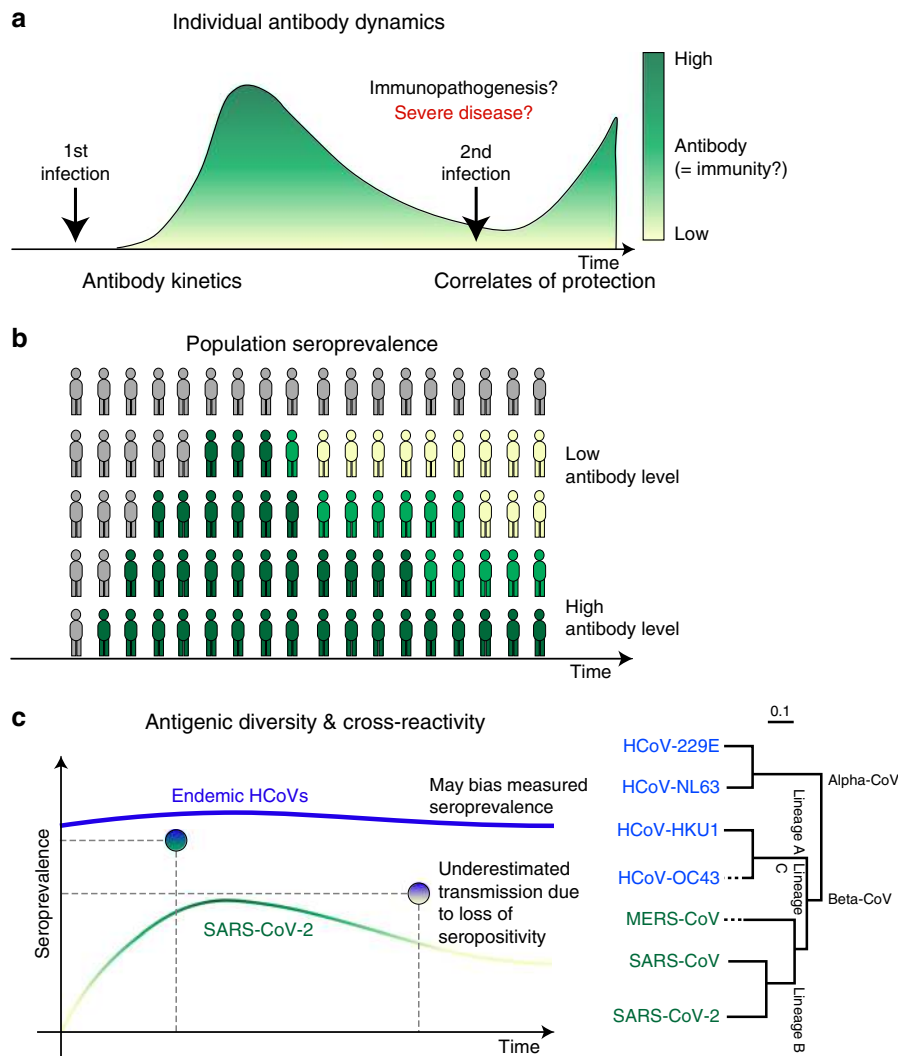 a
Individual antibody dynamics
High
Immunopathogenesis?
Severe disease?
1st
infection
2nd
infection
Antibody
(= immunity?)
Low
Time
Antibody kinetics
Correlates of protection
b
Population seroprevalence
Low
antibody level
High
antibody level
Time
c
Antigenic diversity & cross-reactivity
Seroprevalence
Endemic HCoVs
May bias measured
seroprevalence
Underestimated
transmission due
to loss of
seropositivity
SARS-CoV-2
Time
0.1
HCoV-229E
HCoV-NL63
HCoV-HKU1
HCoV-OC43
MERS-CoV
SARS-CoV
SARS-CoV-2
Alpha-CoV
Beta-CoV
Lineage A
Lineage
C
Lineage B